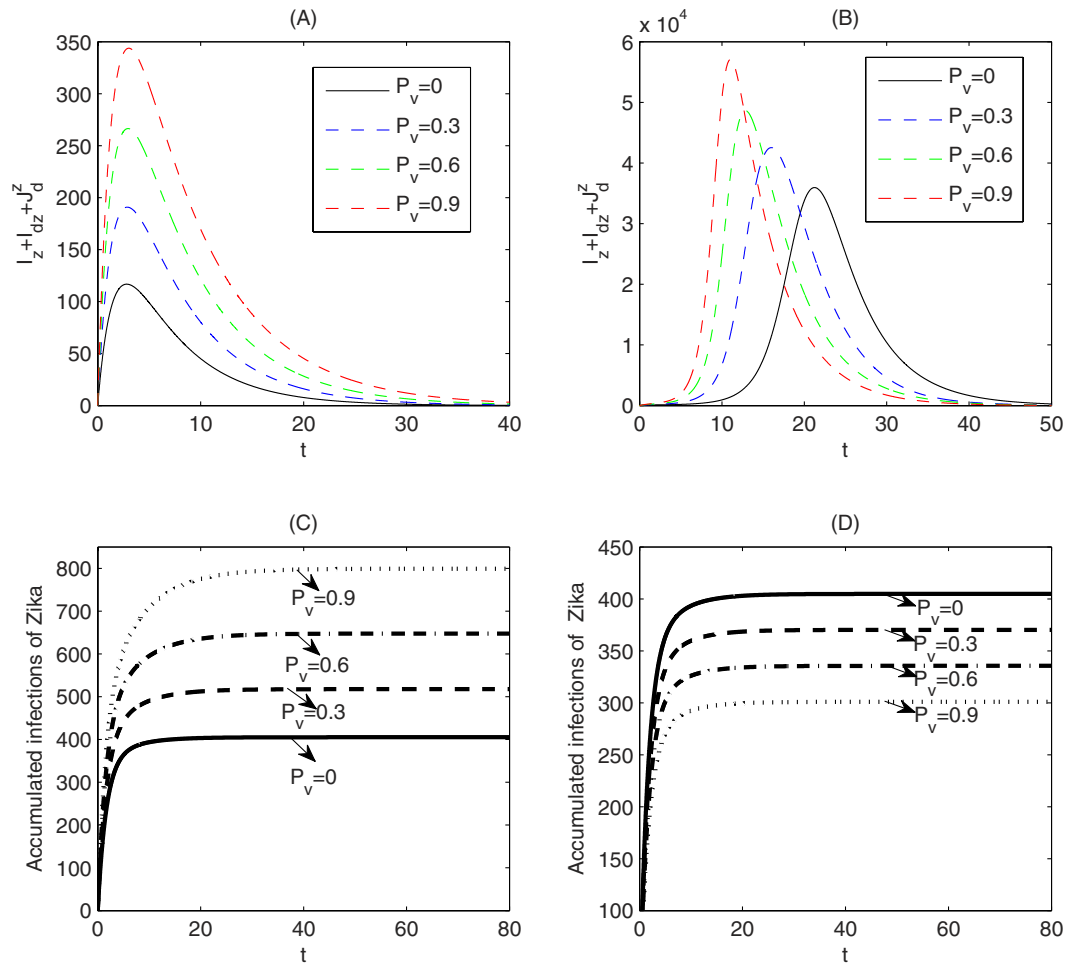 (A)
350
300
250
200
150
100
50
0
0 10 20 30 40
t
I_z+I_dz+J_d^z
P_v=0
P_v=0.3
P_v=0.6
P_v=0.9
(B)
x 10^4
6
5
4
3
2
1
0
0 10 20 30 40 50
t
I_z+I_dz+J_d^z
P_v=0
P_v=0.3
P_v=0.6
P_v=0.9
(C)
800
700
600
500
400
300
200
100
0
0 20 40 60 80
t
Accumulated infections of Zika
P_v=0.9
P_v=0.6
P_v=0.3
P_v=0
(D)
450
400
350
300
250
200
150
100
0 20 40 60 80
t
Accumulated infections of Zika
P_v=0
P_v=0.3
P_v=0.6
P_v=0.9